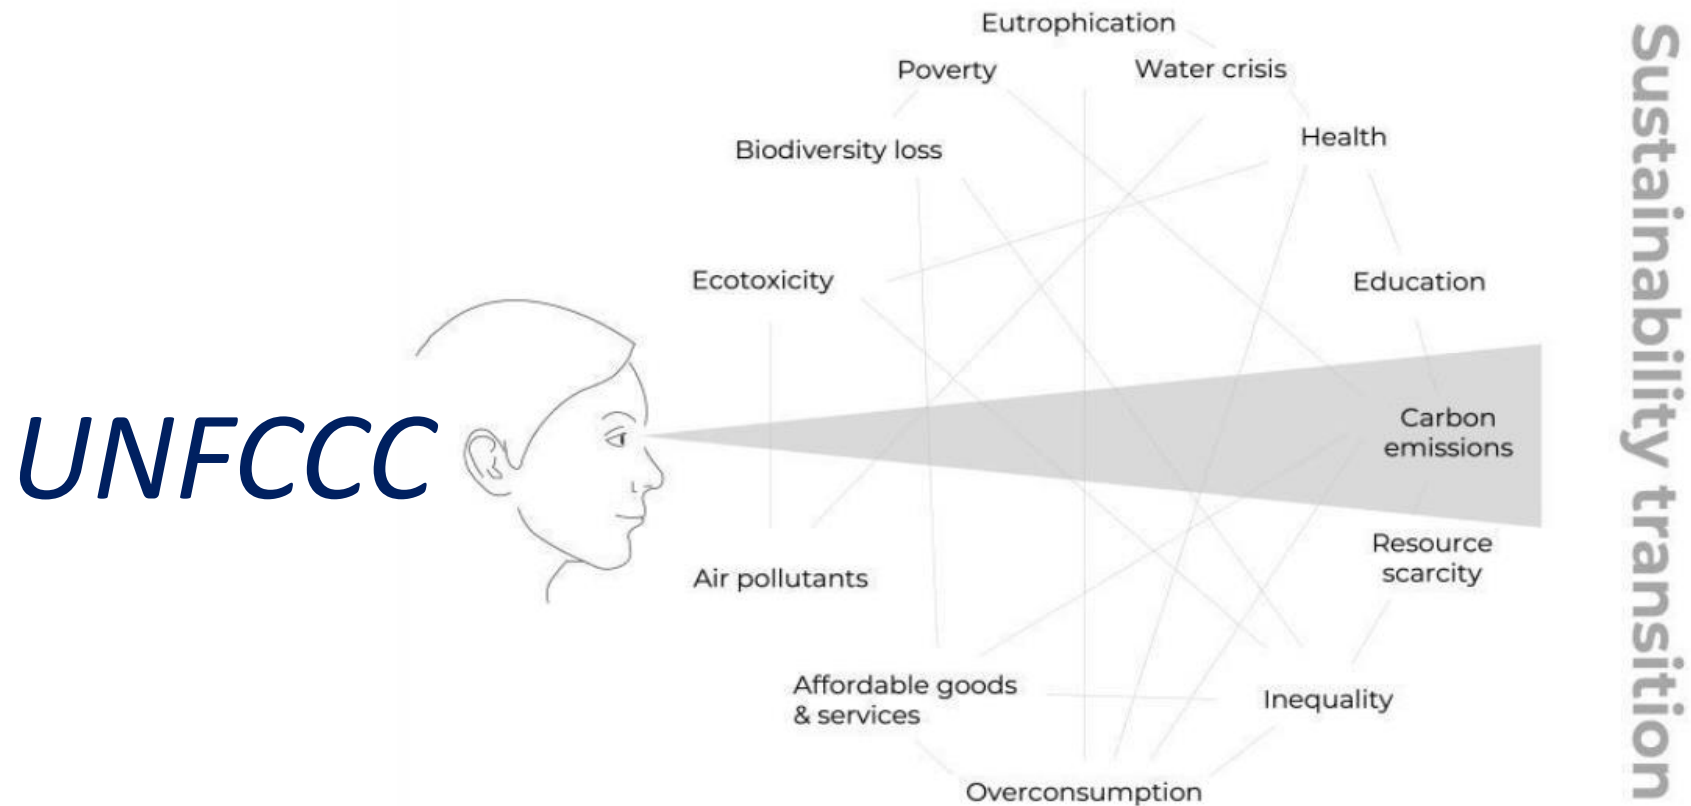 Eutrophication
Poverty
Water crisis
Health
Biodiversity loss
Ecotoxicity
Education
UNFCCC
Carbon
emissions
Resource
scarcity
Air pollutants
Affordable goods
& services
Inequality
Overconsumption
Sustainability transition